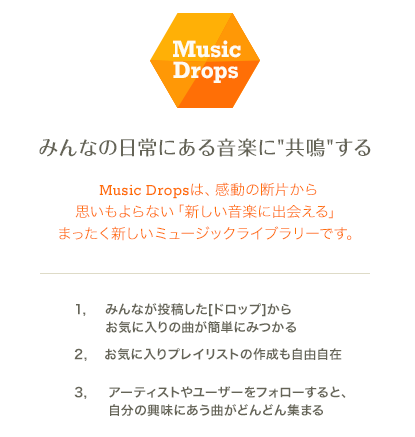 Music
Drops
みんなの日常にある音楽に"共鳴"する
Music Dropsは、感動の断片から
思いもよらない「新しい音楽に出会える」
まったく新しいミュージックライブラリーです。
1, みんなが投稿した[ドロップ]から
お気に入りの曲が簡単にみつかる
2, お気に入りプレイリストの作成も自由自在
3, アーティストやユーザーをフォローすると、
自分の興味にあう曲がどんどん集まる